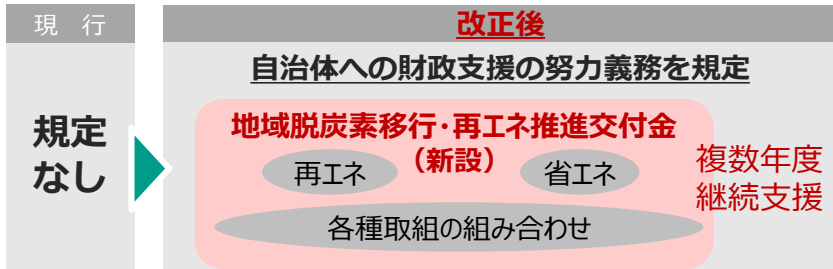 現 行
規定
なし
改正後
自治体への財政支援の努力義務を規定
地域脱炭素移行･再エネ推進交付金
（新設）
再エネ
省エネ
各種取組の組み合わせ
複数年度
継続支援